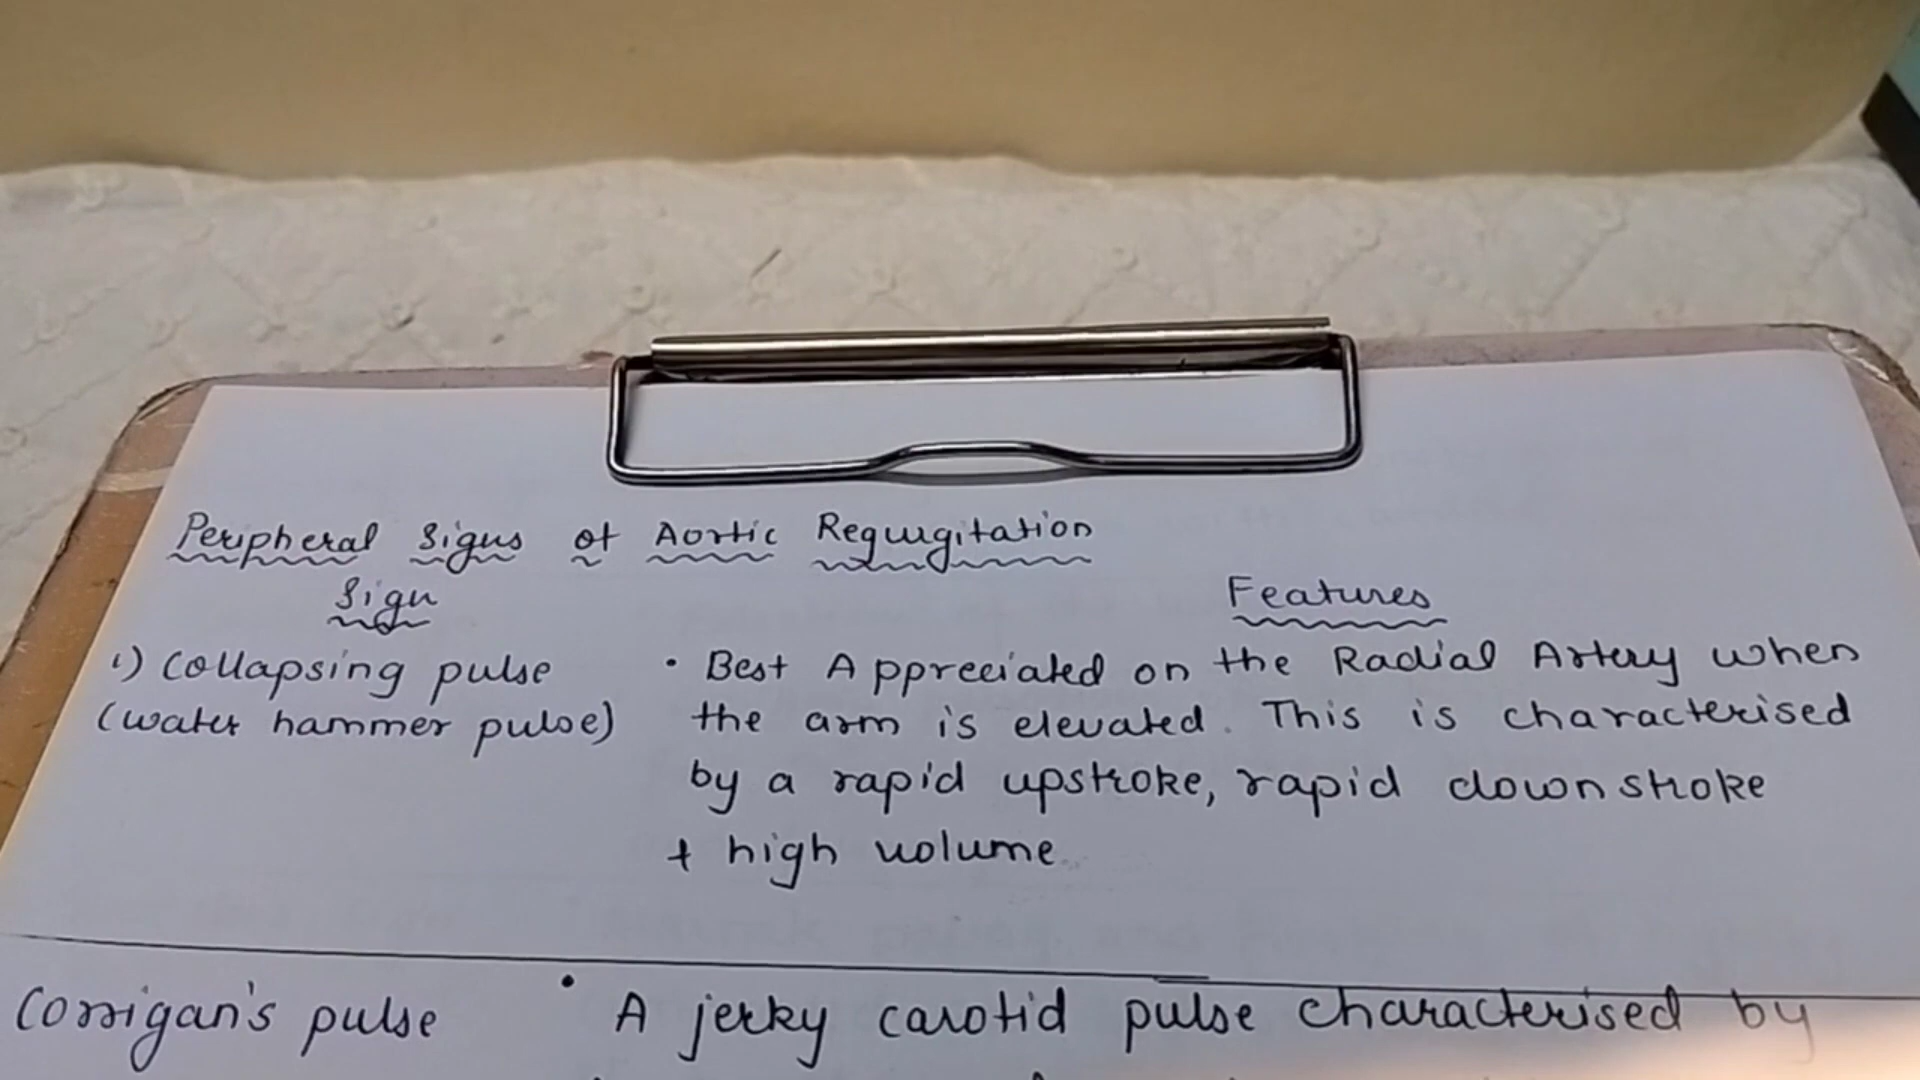 Peripheral Signs of Aortic Regurgitation
Sign Features
1) Collapsing pulse • Best Appreciated on the Radial Artery when
(water hammer pulse) the arm is elevated. This is characterised
by a rapid upstroke, rapid downstroke
+ high volume
Corrigan's pulse • A jerky carotid pulse characterised by